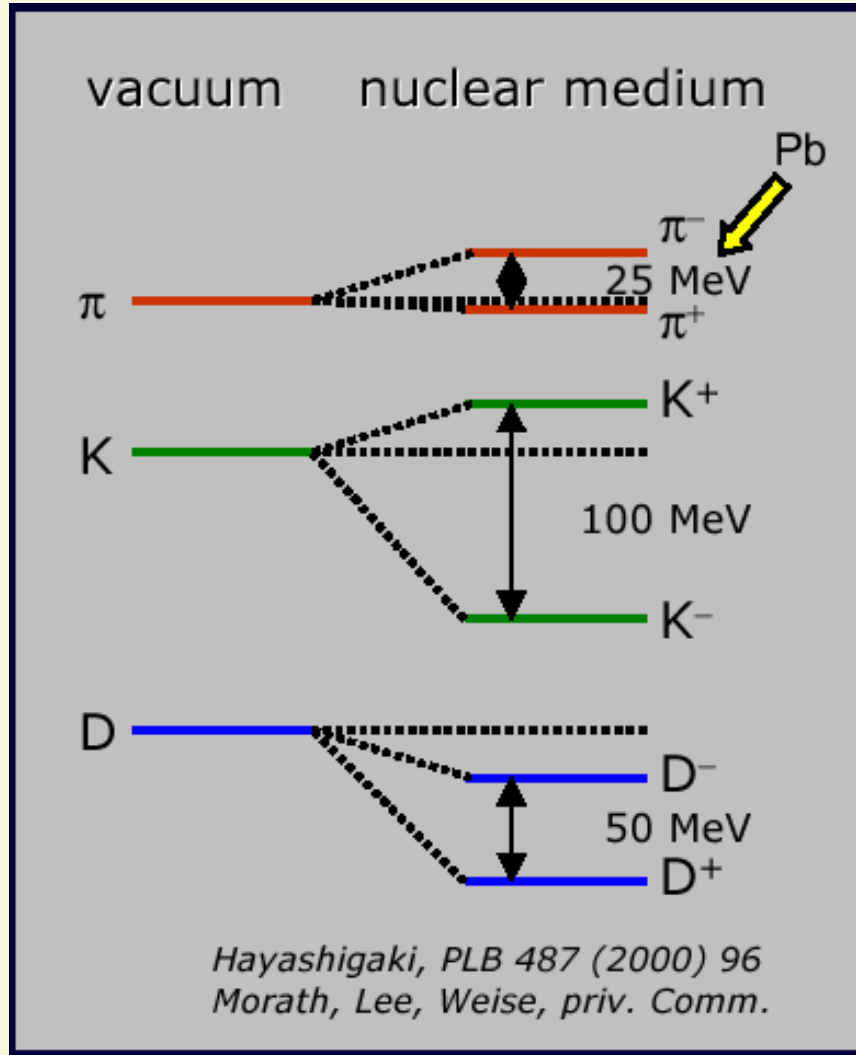 vacuum nuclear medium
Pb
π⁻
25 MeV
π
π⁺
K⁺
K
100 MeV
K⁻
D
D⁻
50 MeV
D⁺
Hayashigaki, PLB 487 (2000) 96
Morath, Lee, Weise, priv. Comm.